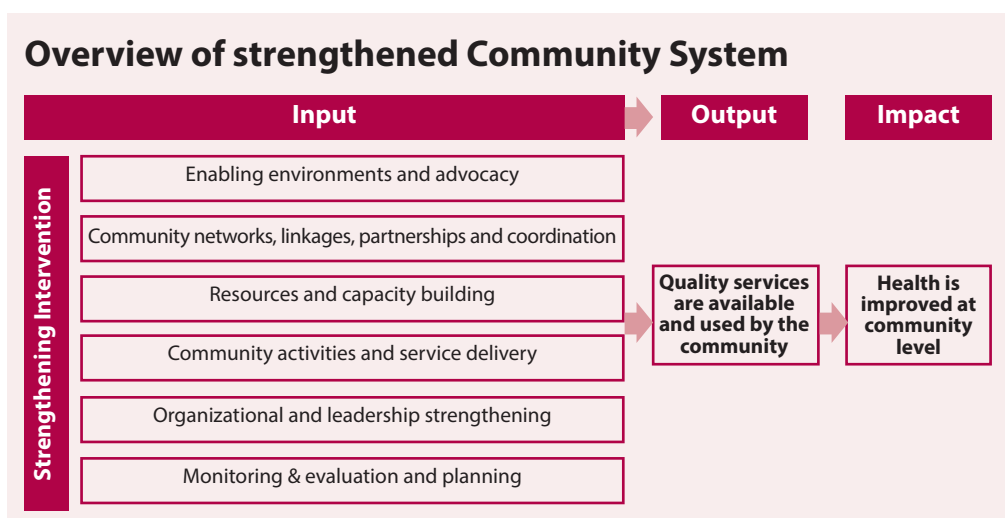 Overview of strengthened Community System
Input
Output
Impact
Strengthening Intervention
Enabling environments and advocacy
Community networks, linkages, partnerships and coordination
Resources and capacity building
Community activities and service delivery
Organizational and leadership strengthening
Monitoring & evaluation and planning
Quality services
are available
and used by the
community
Health is
improved at
community
level